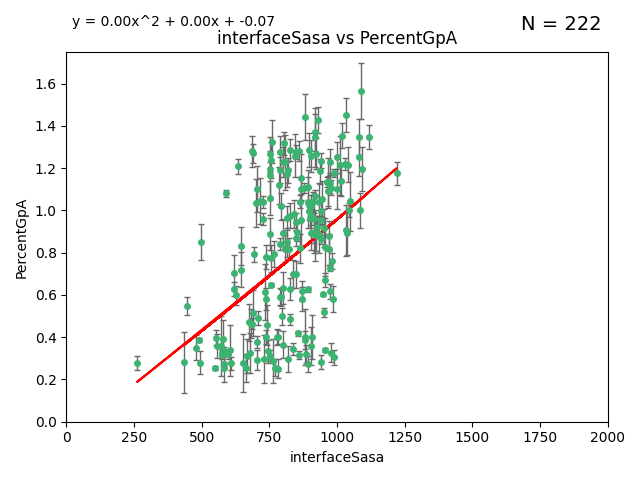 y = 0.00x^2 + 0.00x + -0.07
N = 222
interfaceSasa vs PercentGpA
1.6
1.4
1.2
1.0
0.8
0.6
0.4
0.2
0.0
PercentGpA
0 250 500 750 1000 1250 1500 1750 2000
interfaceSasa